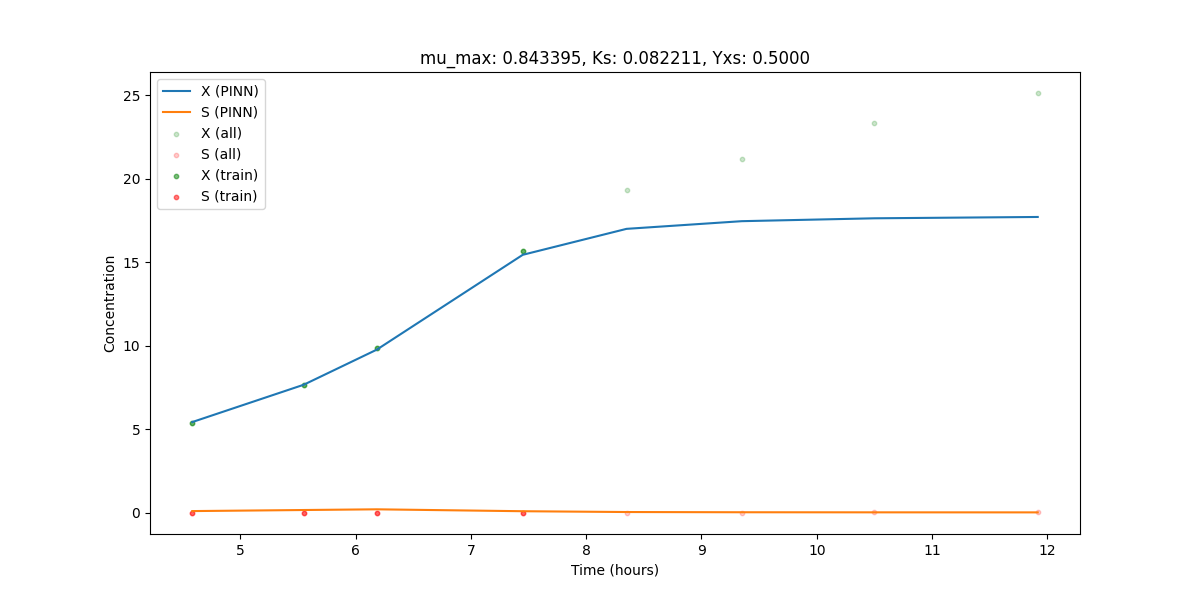 mu_max: 0.843395, Ks: 0.082211, Yxs: 0.5000
25
20
15
10
5
0
Concentration
X (PINN)
S (PINN)
X (all)
S (all)
X (train)
S (train)
5 6 7 8 9 10 11 12
Time (hours)